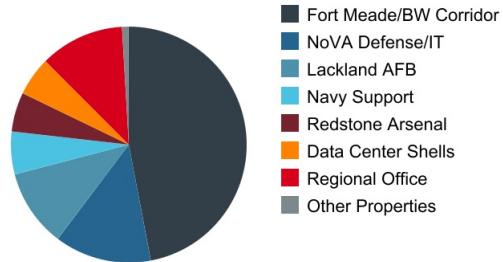 Fort Meade/BW Corridor
NoVA Defense/IT
Lackland AFB
Navy Support
Redstone Arsenal
Data Center Shells
Regional Office
Other Properties